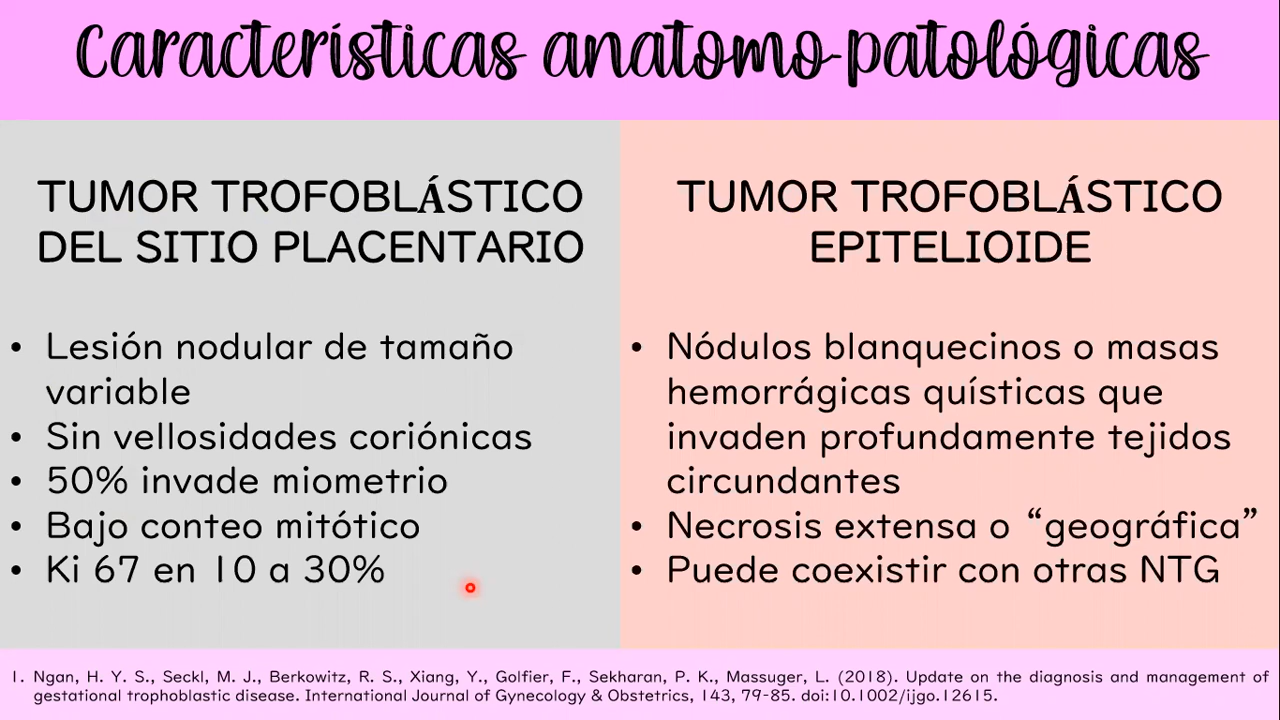 Características anatomo-patológicas
TUMOR TROFOBLÁSTICO
DEL SITIO PLACENTARIO
• Lesión nodular de tamaño
variable
• Sin vellosidades coriónicas
• 50% invade miometrio
• Bajo conteo mitótico
• Ki 67 en 10 a 30%
TUMOR TROFOBLÁSTICO
EPITELIOIDE
• Nódulos blanquecinos o masas
hemorrágicas quísticas que
invaden profundamente tejidos
circundantes
• Necrosis extensa o “geográfica”
• Puede coexistir con otras NTG
1. Ngan, H. Y. S., Seckl, M. J., Berkowitz, R. S., Xiang, Y., Golfier, F., Sekharan, P. K., Massuger, L. (2018). Update on the diagnosis and management of
gestational trophoblastic disease. International Journal of Gynecology & Obstetrics, 143, 79-85. doi:10.1002/ijgo.12615.